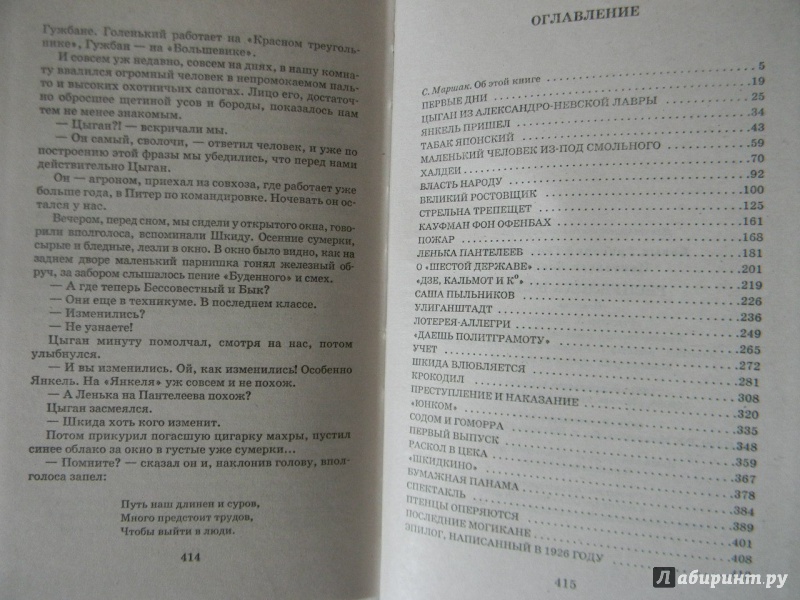 Гужбане. Голенький работает на «Красном треуголь-
нике», Гужбан — на «Большевике».
И совсем уж недавно, совсем на днях, в нашу комна-
ту ввалился огромный человек в непромокаемом паль-
то и высоких охотничьих сапогах. Лицо его, достаточ-
но обросшее щетиной усов и бороды, показалось нам
тем не менее знакомым.
— Цыган?! — вскричали мы.
— Он самый, сволочи, — ответил человек, и уже по
построению этой фразы мы убедились, что перед нами
действительно Цыган.
Он — агроном, приехал из совхоза, где работает уже
больше года, в Питер по командировке. Ночевать он ос-
тался у нас.
Вечером, перед сном, мы сидели у открытого окна, гово-
рили вполголоса, вспоминали Шкиду. Осенние сумерки,
сырые и бледные, лезли в окно. В окно было видно, как на
заднем дворе маленький парнишка гонял железный об-
руч, за забором слышалось пение «Буденного» и смех.
— А где теперь Бессовестный и Бык?
— Они еще в техникуме. В последнем классе.
— Изменились?
— Не узнаете!
Цыган минуту помолчал, смотря на нас, потом
улыбнулся.
— И вы изменились. Ой, как изменились! Особенно
Янкель. На «Янкеля» уж совсем и не похож.
— А Ленька на Пантелеева похож?
Цыган засмеялся.
— Шкида хоть кого изменит.
Потом прикурил погасшую цигарку махры, пустил
синее облако за окно в густые уже сумерки...
— Помните? — сказал он и, наклонив голову, впол-
голоса запел:
Путь наш длинен и суров,
Много предстоит трудов,
Чтобы выйти в люди.
414
ОГЛАВЛЕНИЕ
С. Маршак. Об этой книге 5
ПЕРВЫЕ ДНИ 19
ЦЫГАН ИЗ АЛЕКСАНДРО-НЕВСКОЙ ЛАВРЫ 25
ЯНКЕЛЬ ПРИШЕЛ 34
ТАБАК ЯПОНСКИЙ 43
МАЛЕНЬКИЙ ЧЕЛОВЕК ИЗ-ПОД СМОЛЬНОГО 59
ХАЛДЕИ 70
ВЛАСТЬ НАРОДУ 92
ВЕЛИКИЙ РОСТОВЩИК 100
СТРЕЛЬНА ТРЕПЕЩЕТ 125
КАУФМАН ФОН ОФЕНБАХ 161
ПОЖАР 168
ЛЕНЬКА ПАНТЕЛЕЕВ 181
О «ШЕСТОЙ ДЕРЖАВЕ» 201
«ДЗЕ, КАЛЬМОТ И К°» 219
САША ПЫЛЬНИКОВ 226
УЛИГАНШТАДТ 236
ЛОТЕРЕЯ-АЛЛЕГРИ 249
«ДАЕШЬ ПОЛИТГРАМОТУ» 265
УЧЕТ 272
ШКИДА ВЛЮБЛЯЕТСЯ 281
КРОКОДИЛ 308
ПРЕСТУПЛЕНИЕ И НАКАЗАНИЕ 320
«ЮНКОМ» 335
СОДОМ И ГОМОРРА 348
ПЕРВЫЙ ВЫПУСК 359
РАСКОЛ В ЦЕКА 367
«ШКИДКИНО» 378
БУМАЖНАЯ ПАНАМА 384
СПЕКТАКЛЬ 389
ПТЕНЦЫ ОПЕРЯЮТСЯ 401
ПОСЛЕДНИЕ МОГИКАНЕ 408
ЭПИЛОГ, НАПИСАННЫЙ В 1926 ГОДУ
415
Лабиринт.ру